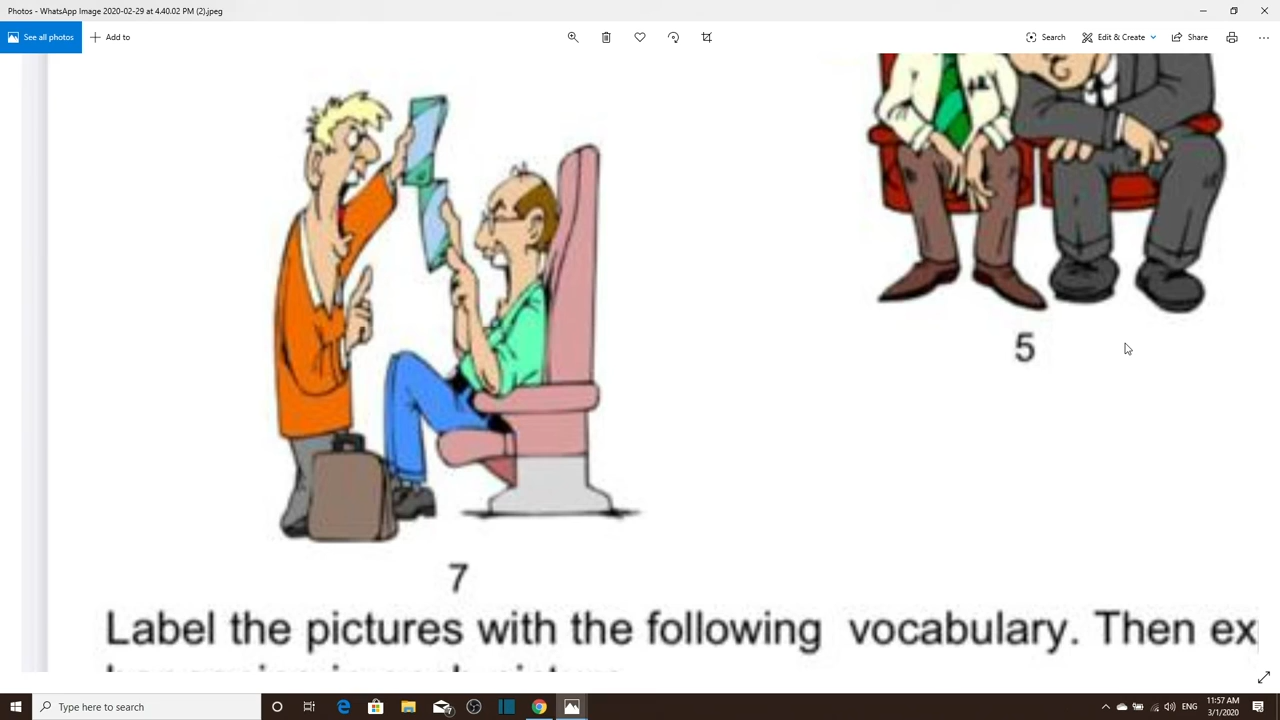 Photos - WhatsApp Image 2020-02-29 at 4.40.02 PM (2).jpeg
See all photos
Add to
Search
Edit & Create
Share
5
7
Label the pictures with the following vocabulary. Then ex
Type here to search
7
ENG
11:57 AM
3/1/2020